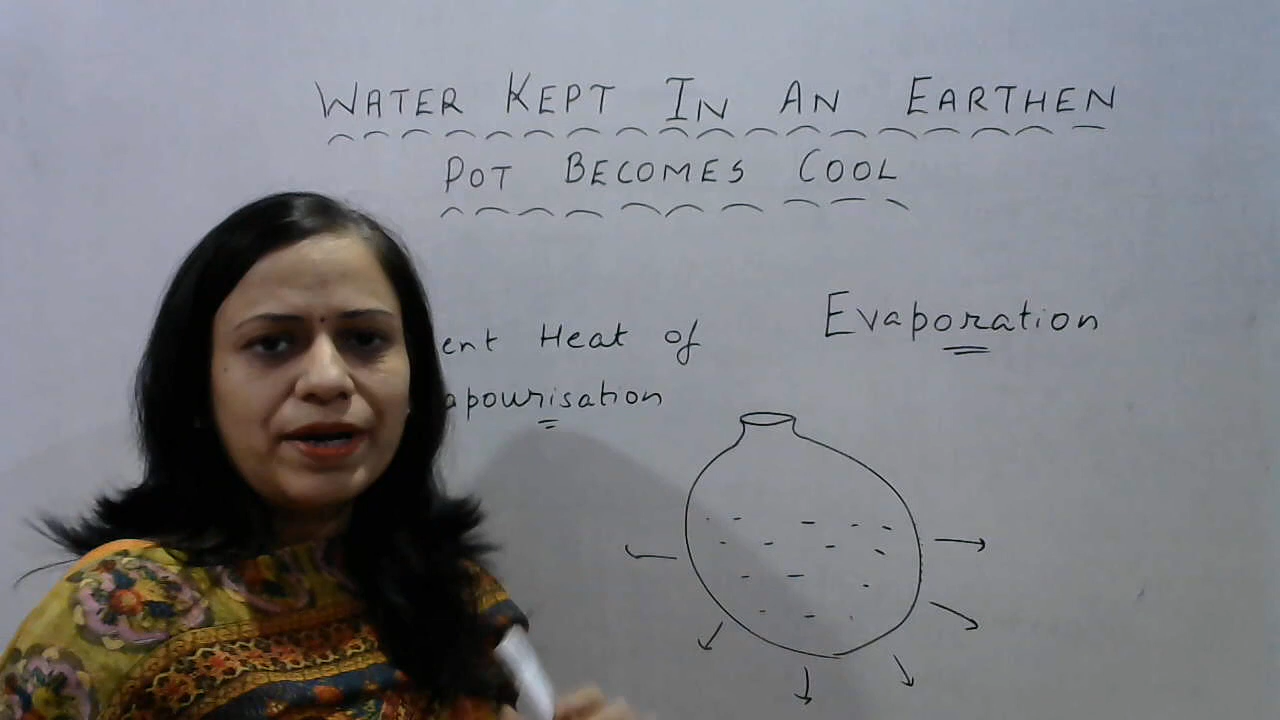 WATER KEPT IN AN EARTHEN
POT BECOMES COOL
Evaporation
ent Heat of
apourisation